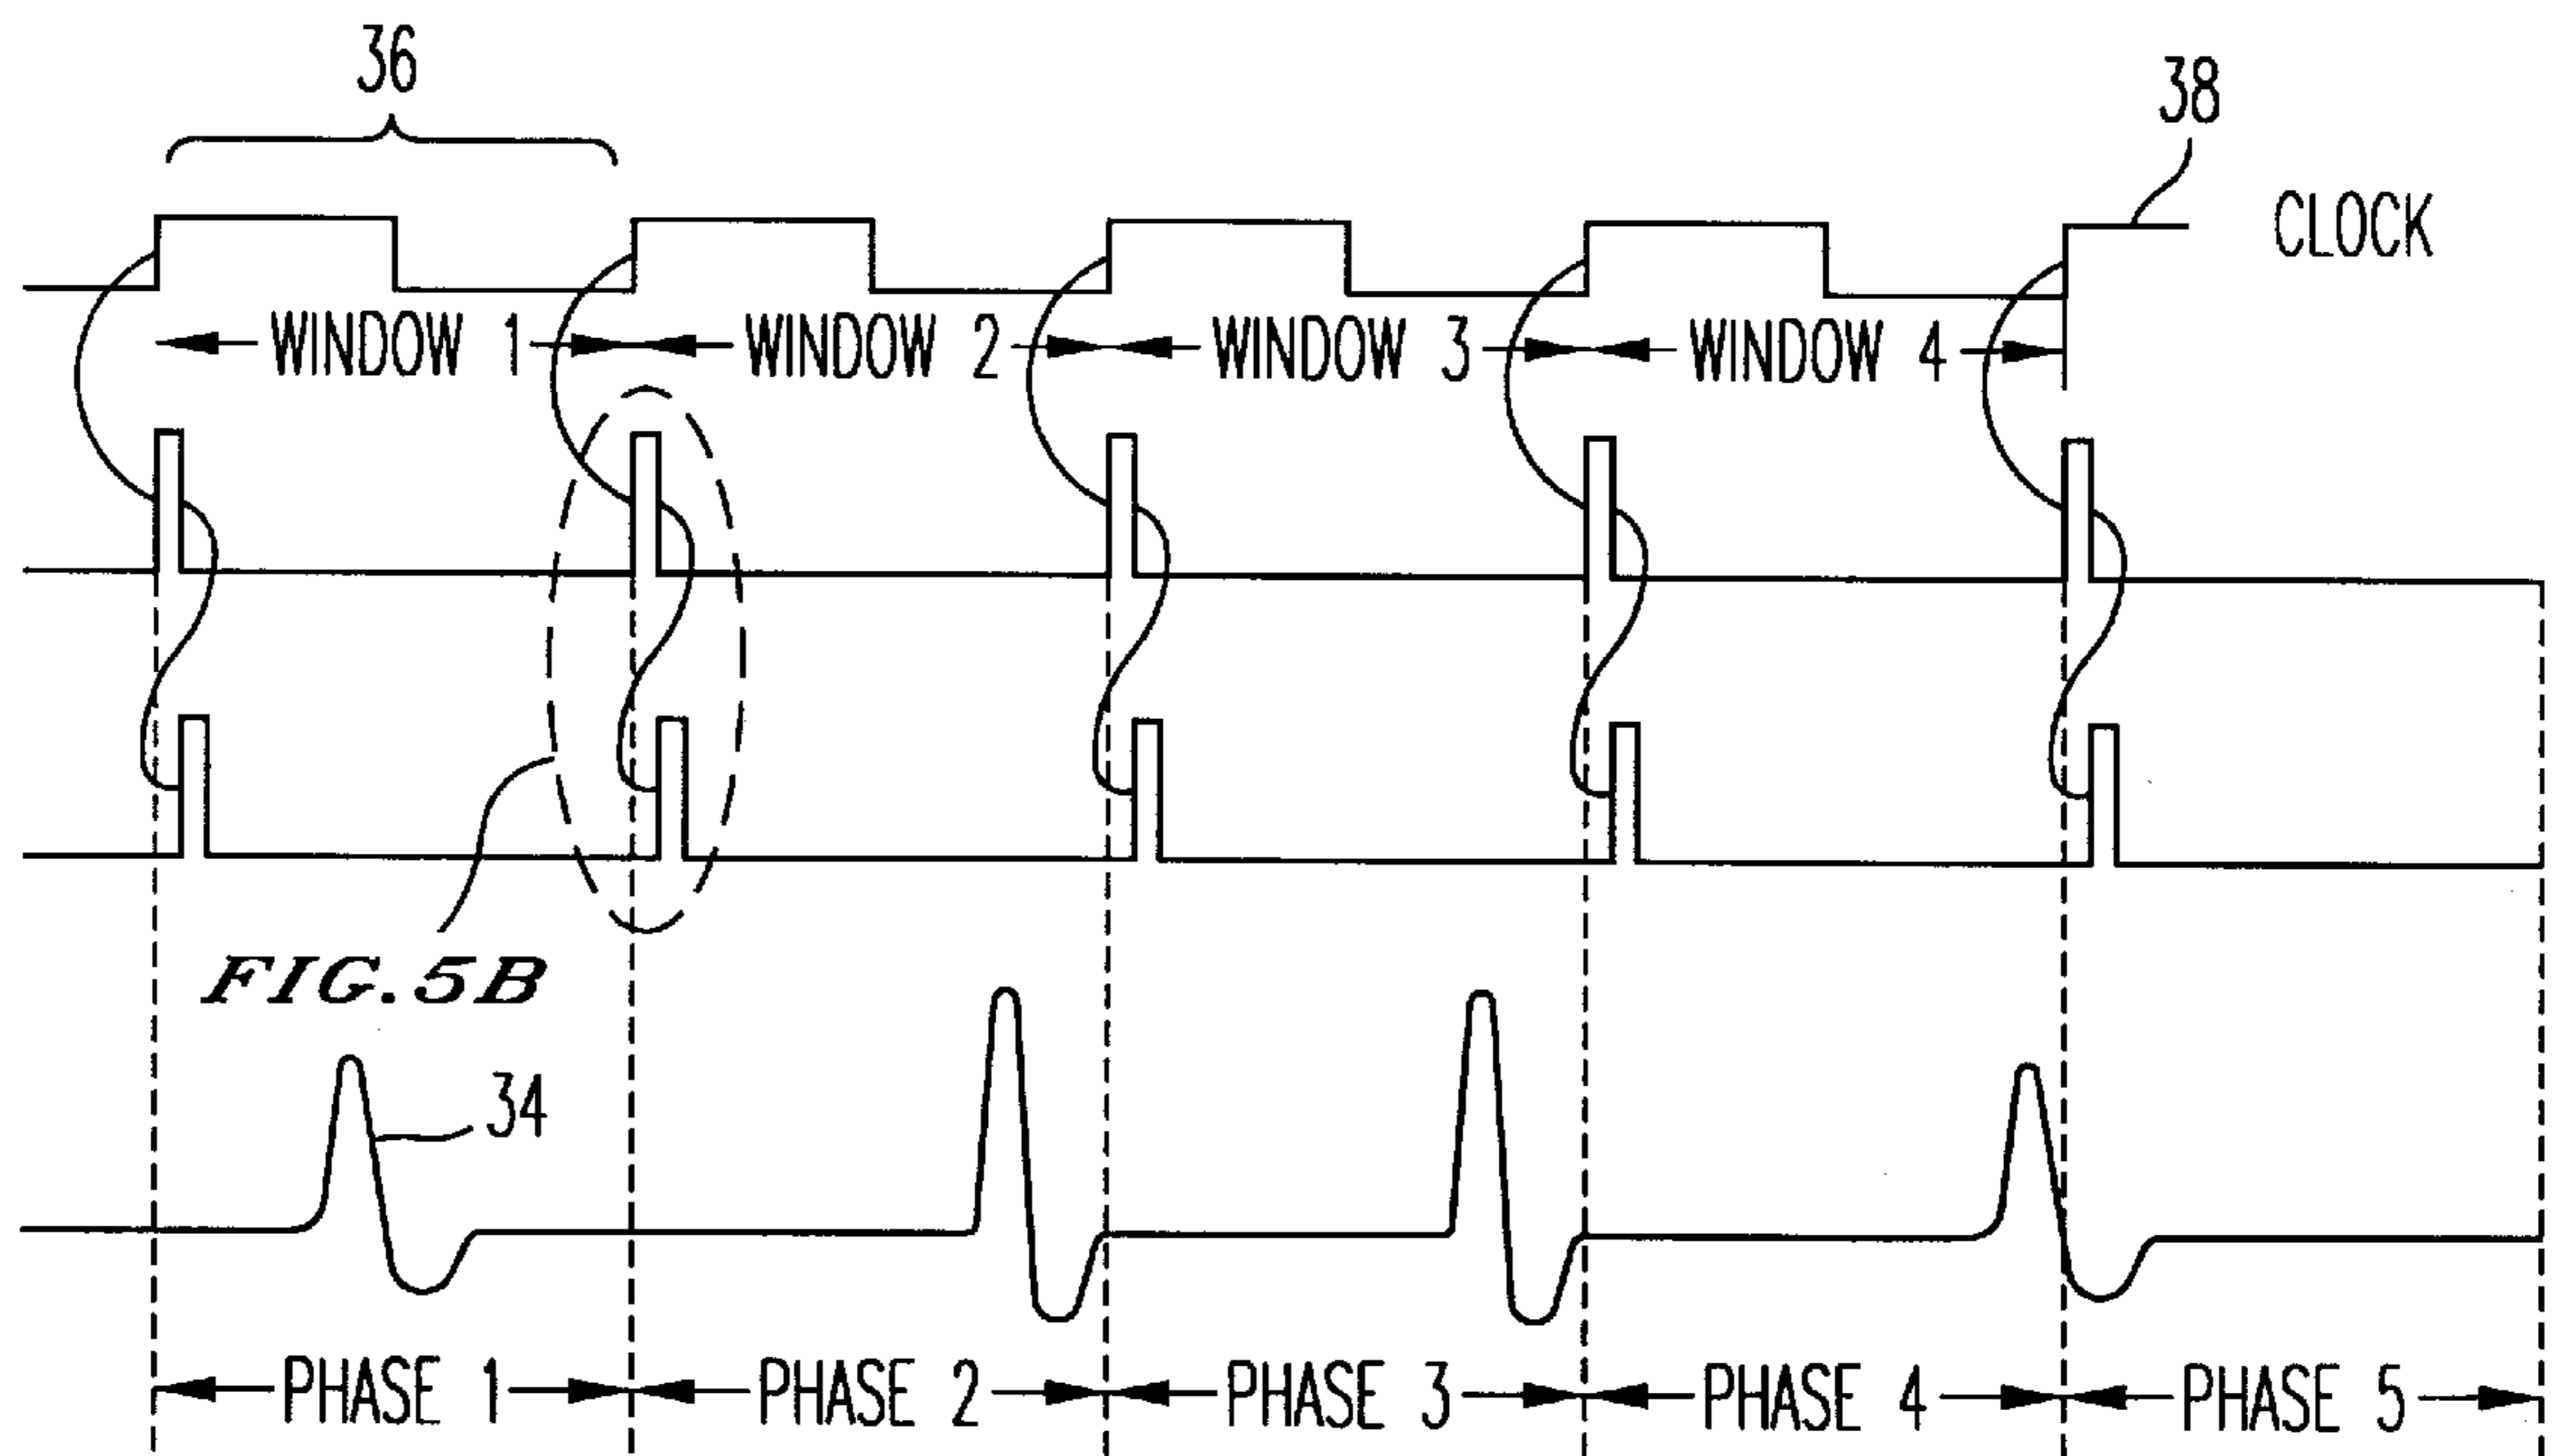 36
38
CLOCK
WINDOW 1 WINDOW 2 WINDOW 3 WINDOW 4
FIG.5B
34
PHASE 1 PHASE 2 PHASE 3 PHASE 4 PHASE 5